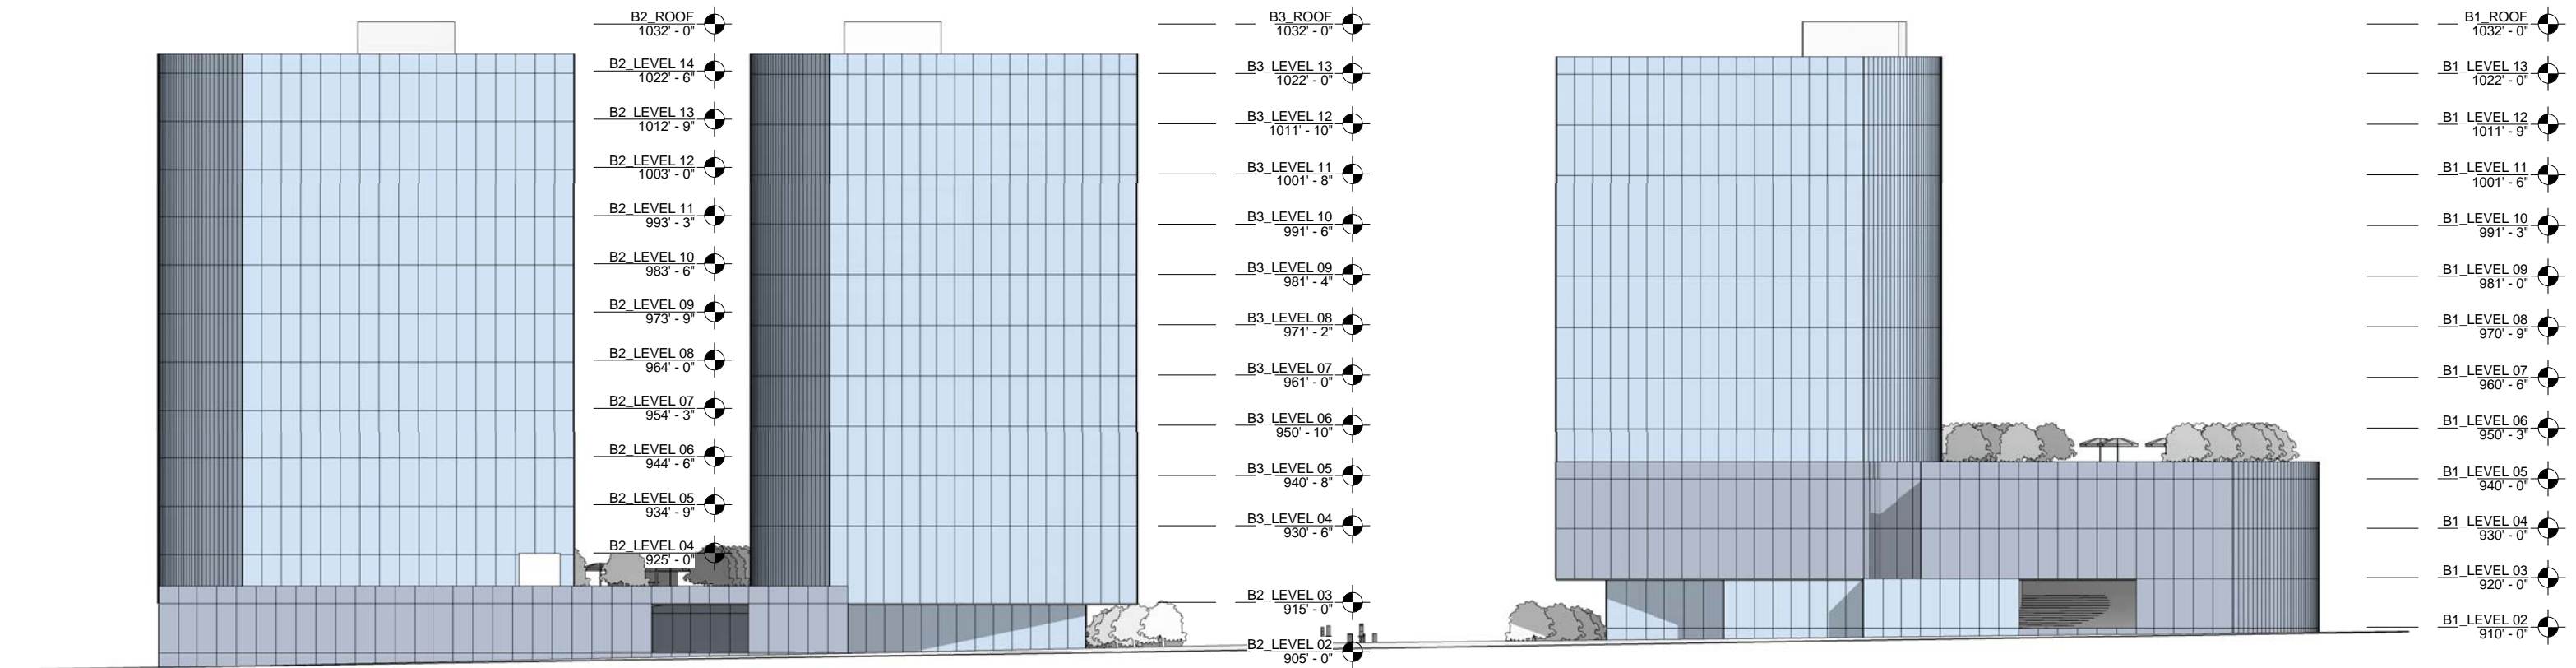 B2_ROOF
1032' - 0"
B2_LEVEL 14
1022' - 6"
B2_LEVEL 13
1012' - 9"
B2_LEVEL 12
1003' - 0"
B2_LEVEL 11
993' - 3"
B2_LEVEL 10
983' - 6"
B2_LEVEL 09
973' - 9"
B2_LEVEL 08
964' - 0"
B2_LEVEL 07
954' - 3"
B2_LEVEL 06
944' - 6"
B2_LEVEL 05
934' - 9"
B2_LEVEL 04
925' - 0"
B3_ROOF
1032' - 0"
B3_LEVEL 13
1022' - 0"
B3_LEVEL 12
1011' - 10"
B3_LEVEL 11
1001' - 8"
B3_LEVEL 10
991' - 6"
B3_LEVEL 09
981' - 4"
B3_LEVEL 08
971' - 2"
B3_LEVEL 07
961' - 0"
B3_LEVEL 06
950' - 10"
B3_LEVEL 05
940' - 8"
B3_LEVEL 04
930' - 6"
B2_LEVEL 03
915' - 0"
B2_LEVEL 02
905' - 0"
B1_ROOF
1032' - 0"
B1_LEVEL 13
1022' - 0"
B1_LEVEL 12
1011' - 9"
B1_LEVEL 11
1001' - 6"
B1_LEVEL 10
991' - 3"
B1_LEVEL 09
981' - 0"
B1_LEVEL 08
970' - 9"
B1_LEVEL 07
960' - 6"
B1_LEVEL 06
950' - 3"
B1_LEVEL 05
940' - 0"
B1_LEVEL 04
930' - 0"
B1_LEVEL 03
920' - 0"
B1_LEVEL 02
910' - 0"